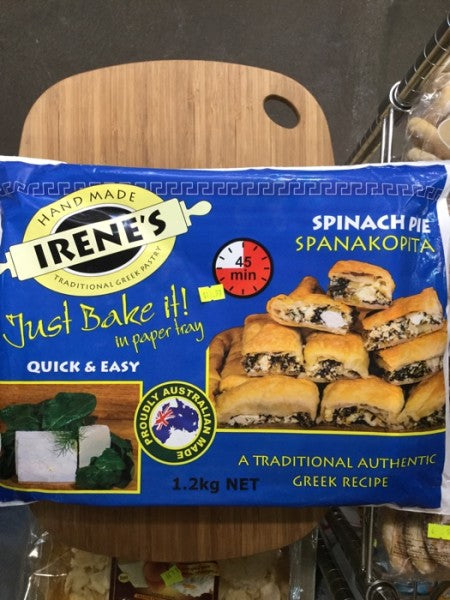 HAND MADE
IRENE'S
TRADITIONAL GREEK PASTRY
SPINACH PIE
SPANAKOPITA
45
min
Just Bake it!
in paper tray
QUICK & EASY
PROUDLY AUSTRALIAN MADE
1.2kg NET
A TRADITIONAL AUTHENTIC
GREEK RECIPE